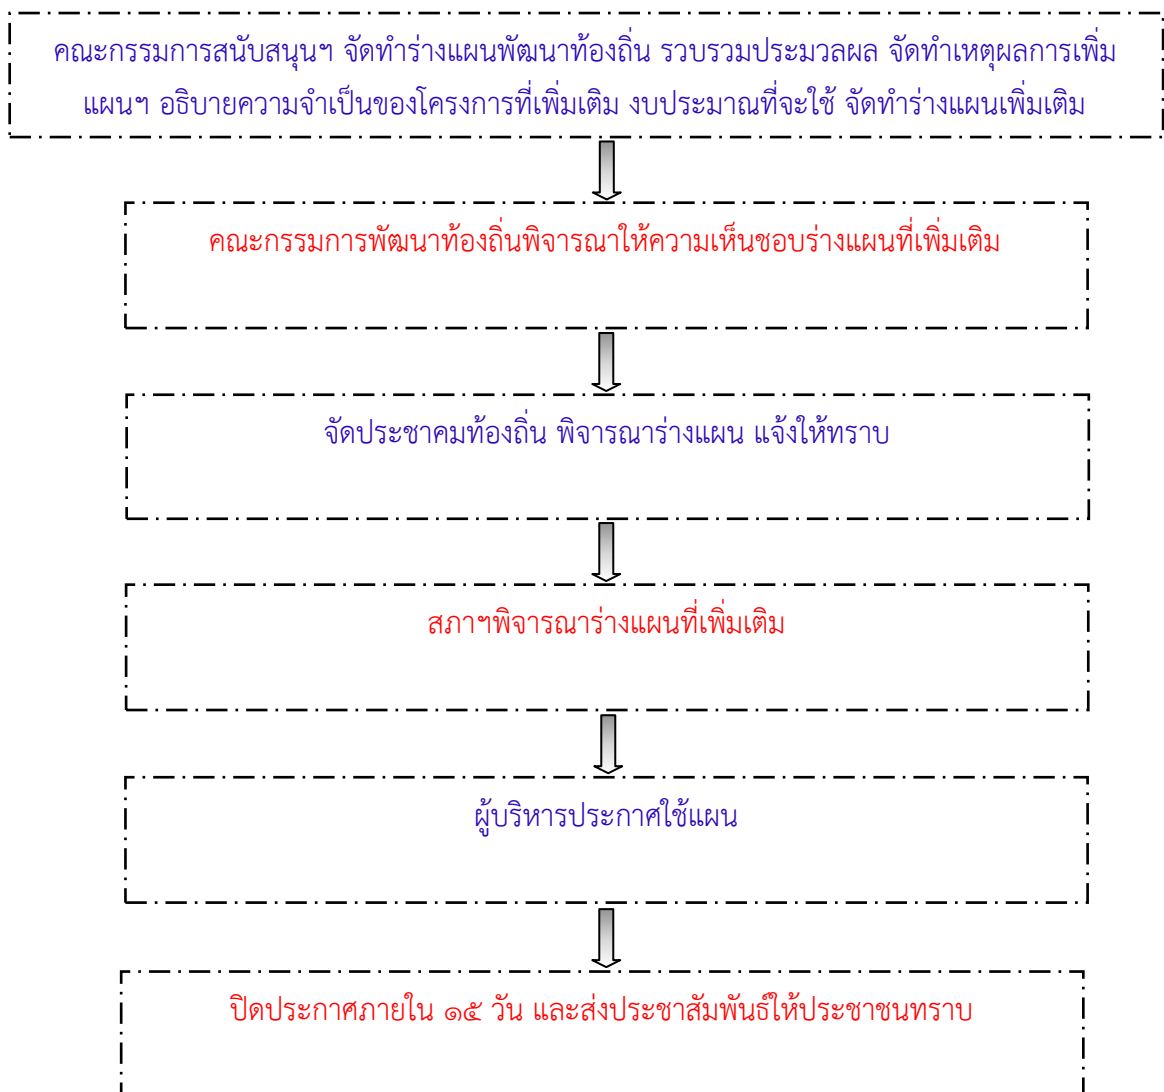 คณะกรรมการสนับสนุนฯ จัดทำร่างแผนพัฒนาท้องถิ่น รวบรวมประมวลผล จัดทำเหตุผลการเพิ่ม
แผนฯ อธิบายความจำเป็นของโครงการที่เพิ่มเติม งบประมาณที่จะใช้ จัดทำร่างแผนเพิ่มเติม
คณะกรรมการพัฒนาท้องถิ่นพิจารณาให้ความเห็นชอบร่างแผนที่เพิ่มเติม
จัดประชาคมท้องถิ่น พิจารณาร่างแผน แจ้งให้ทราบ
สภาฯพิจารณาร่างแผนที่เพิ่มเติม
ผู้บริหารประกาศใช้แผน
ปิดประกาศภายใน ๑๕ วัน และส่งประชาสัมพันธ์ให้ประชาชนทราบ